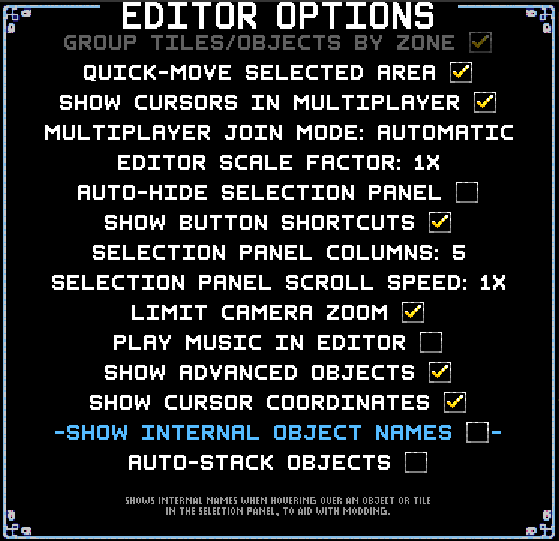 EDITOR OPTIONS
GROUP TILES/OBJECTS BY ZONE
QUICK-MOVE SELECTED AREA
SHOW CURSORS IN MULTIPLAYER
MULTIPLAYER JOIN MODE: AUTOMATIC
EDITOR SCALE FACTOR: 1X
AUTO-HIDE SELECTION PANEL
SHOW BUTTON SHORTCUTS
SELECTION PANEL COLUMNS: 5
SELECTION PANEL SCROLL SPEED: 1X
LIMIT CAMERA ZOOM
PLAY MUSIC IN EDITOR
SHOW ADVANCED OBJECTS
SHOW CURSOR COORDINATES
-SHOW INTERNAL OBJECT NAMES -
AUTO-STACK OBJECTS
SHOWS INTERNAL NAMES WHEN HOVERING OVER AN OBJECT OR TILE
IN THE SELECTION PANEL, TO AID WITH MODDING.